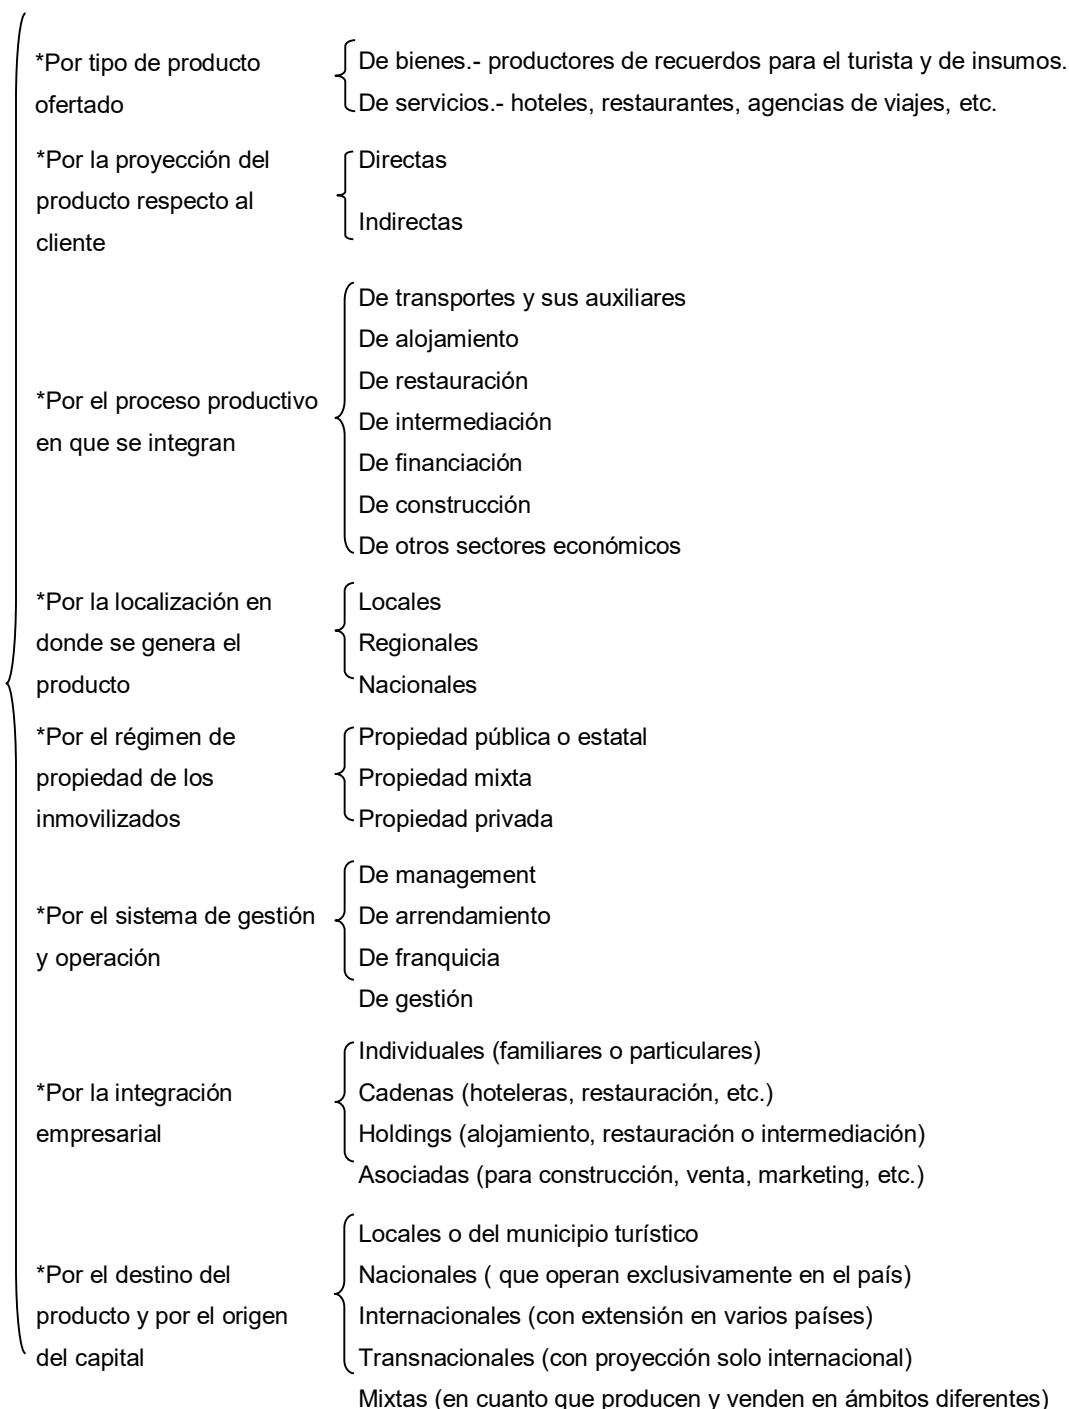 *Por tipo de producto
ofertado
De bienes.- productores de recuerdos para el turista y de insumos.
De servicios.- hoteles, restaurantes, agencias de viajes, etc.
*Por la proyección del
producto respecto al
cliente
Directas
Indirectas
*Por el proceso productivo
en que se integran
De transportes y sus auxiliares
De alojamiento
De restauración
De intermediación
De financiación
De construcción
De otros sectores económicos
*Por la localización en
donde se genera el
producto
Locales
Regionales
Nacionales
*Por el régimen de
propiedad de los
inmovilizados
Propiedad pública o estatal
Propiedad mixta
Propiedad privada
*Por el sistema de gestión
y operación
De management
De arrendamiento
De franquicia
De gestión
*Por la integración
empresarial
Individuales (familiares o particulares)
Cadenas (hoteleras, restauración, etc.)
Holdings (alojamiento, restauración o intermediación)
Asociadas (para construcción, venta, marketing, etc.)
*Por el destino del
producto y por el origen
del capital
Locales o del municipio turístico
Nacionales ( que operan exclusivamente en el país)
Internacionales (con extensión en varios países)
Transnacionales (con proyección solo internacional)
Mixtas (en cuanto que producen y venden en ámbitos diferentes)